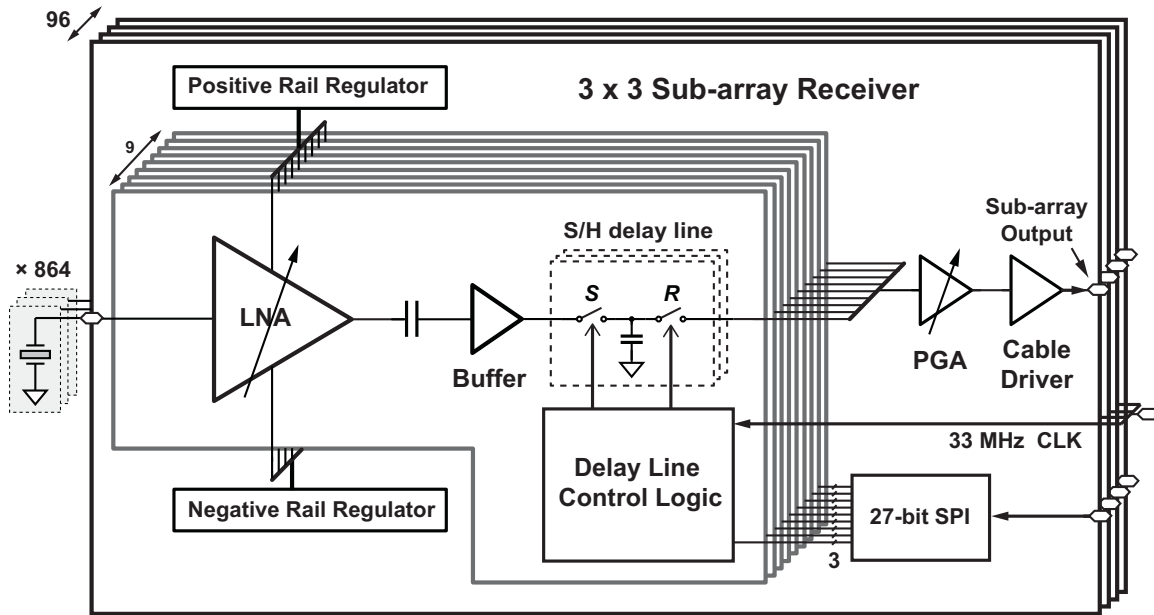 96
Positive Rail Regulator
3 x 3 Sub-array Receiver
9
S/H delay line
Sub-array
Output
× 864
S
R
LNA
Buffer
PGA
Cable
Driver
33 MHz CLK
Delay Line
Control Logic
Negative Rail Regulator
27-bit SPI
3